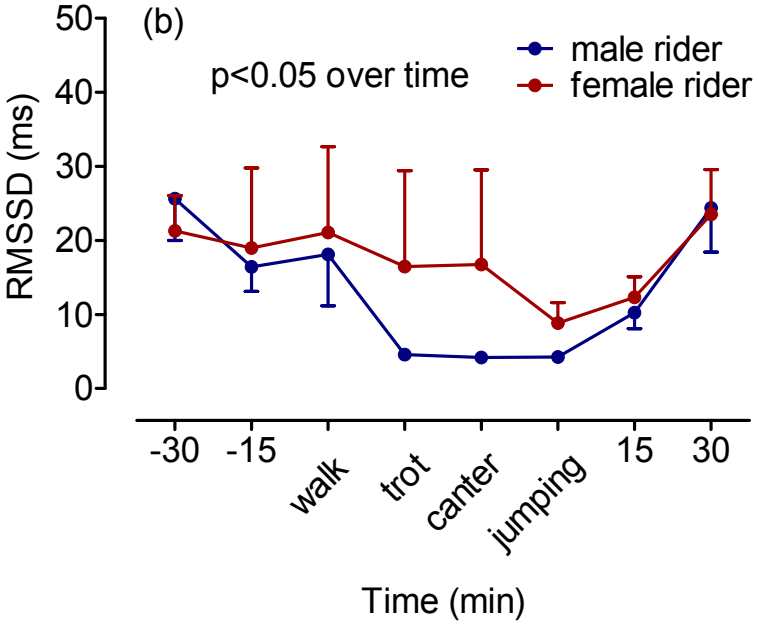 (b)
male rider
female rider
p<0.05 over time
50
40
30
20
10
0
RMSSD (ms)
-30 -15 walk trot canter jumping 15 30
Time (min)